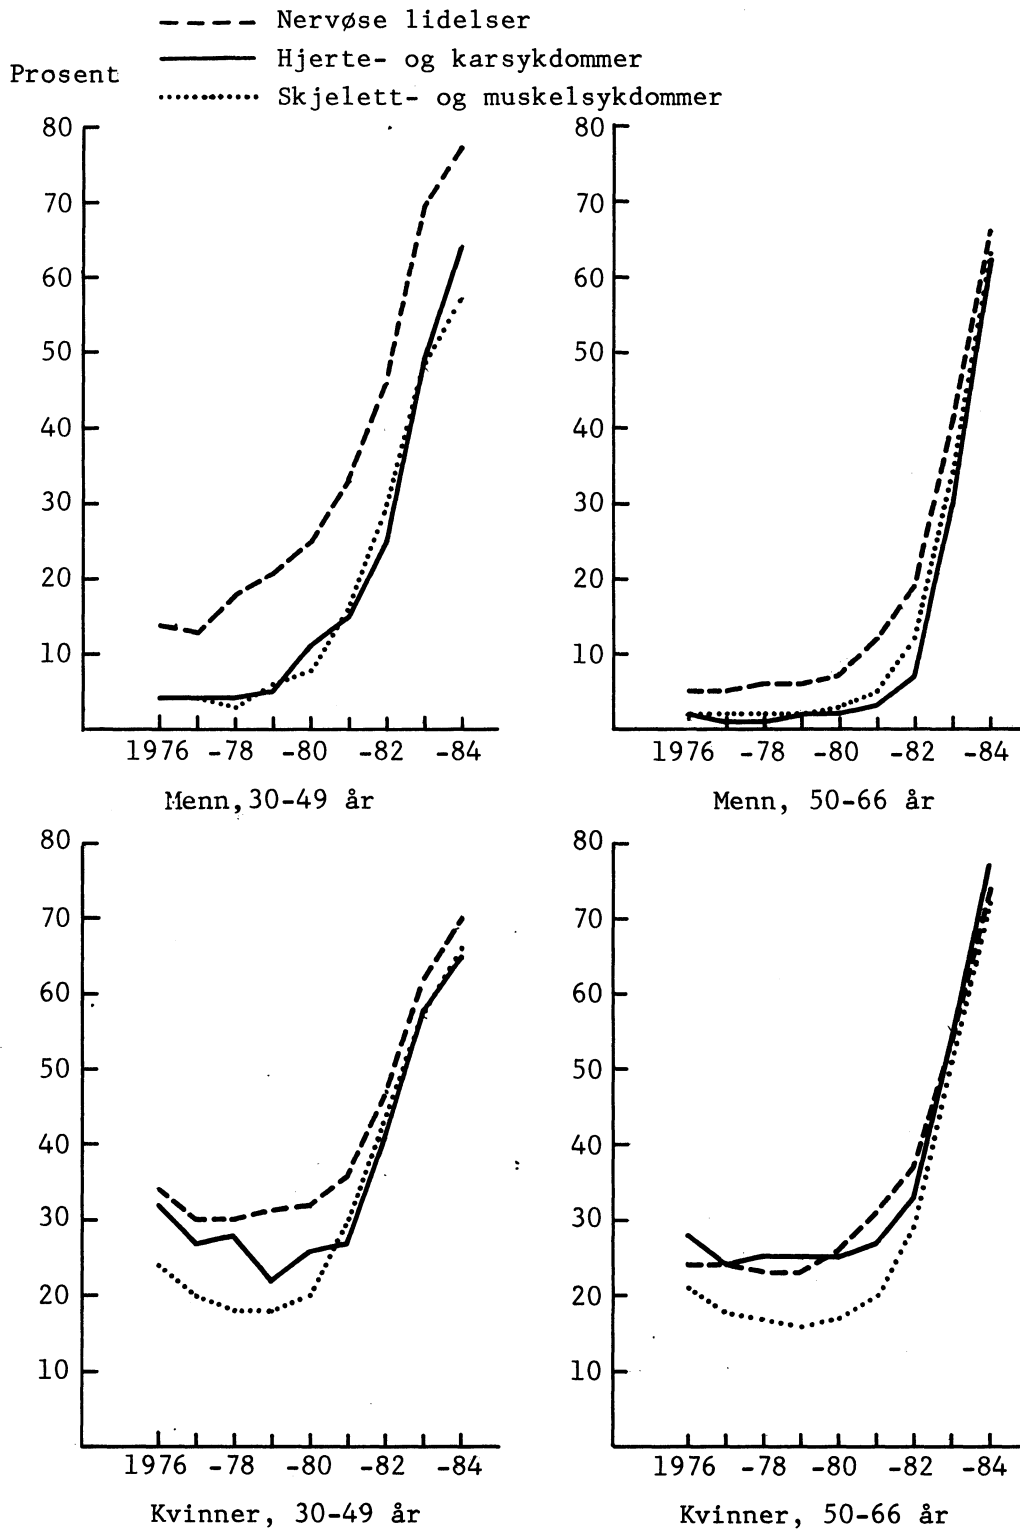 Nervøse lidelser
Hjerte- og karsykdommer
Prosent
Skjelett- og muskelsykdommer
80
70
60
50
40
30
20
10
1976 -78 -80 -82 -84
Menn, 30-49 år
80
70
60
50
40
30
20
10
1976 -78 -80 -82 -84
Menn, 50-66 år
80
70
60
50
40
30
20
10
1976 -78 -80 -82 -84
Kvinner, 30-49 år
80
70
60
50
40
30
20
10
1976 -78 -80 -82 -84
Kvinner, 50-66 år